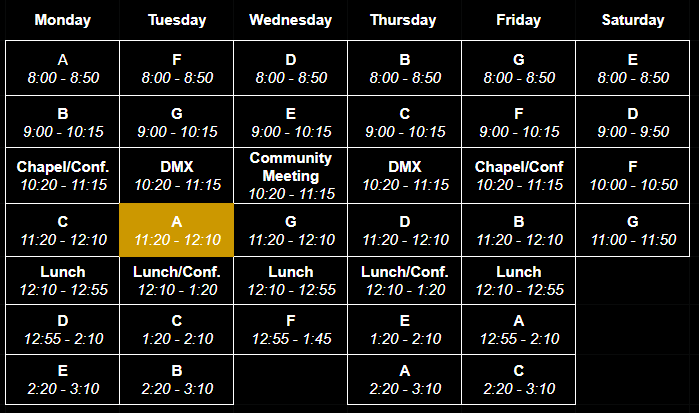 Monday Tuesday Wednesday Thursday Friday Saturday
A F D B G E
8:00 - 8:50 8:00 - 8:50 8:00 - 8:50 8:00 - 8:50 8:00 - 8:50 8:00 - 8:50
B G E C F D
9:00 - 10:15 9:00 - 10:15 9:00 - 10:15 9:00 - 10:15 9:00 - 10:15 9:00 - 9:50
Chapel/Conf. DMX Community Meeting DMX Chapel/Conf F
10:20 - 11:15 10:20 - 11:15 10:20 - 11:15 10:20 - 11:15 10:20 - 11:15 10:00 - 10:50
C A G D B G
11:20 - 12:10 11:20 - 12:10 11:20 - 12:10 11:20 - 12:10 11:20 - 12:10 11:00 - 11:50
Lunch Lunch/Conf. Lunch Lunch/Conf. Lunch
12:10 - 12:55 12:10 - 1:20 12:10 - 12:55 12:10 - 1:20 12:10 - 12:55
D C F E A
12:55 - 2:10 1:20 - 2:10 12:55 - 1:45 1:20 - 2:10 12:55 - 2:10
E B A C
2:20 - 3:10 2:20 - 3:10 2:20 - 3:10 2:20 - 3:10